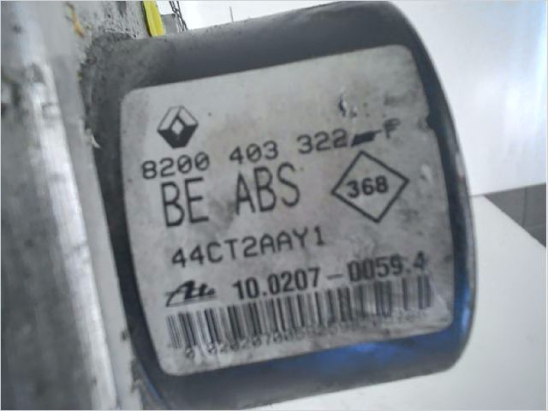 8200 403 322 F
BE ABS
368
44CT2AAY1
Ate 10.0207-0059.4